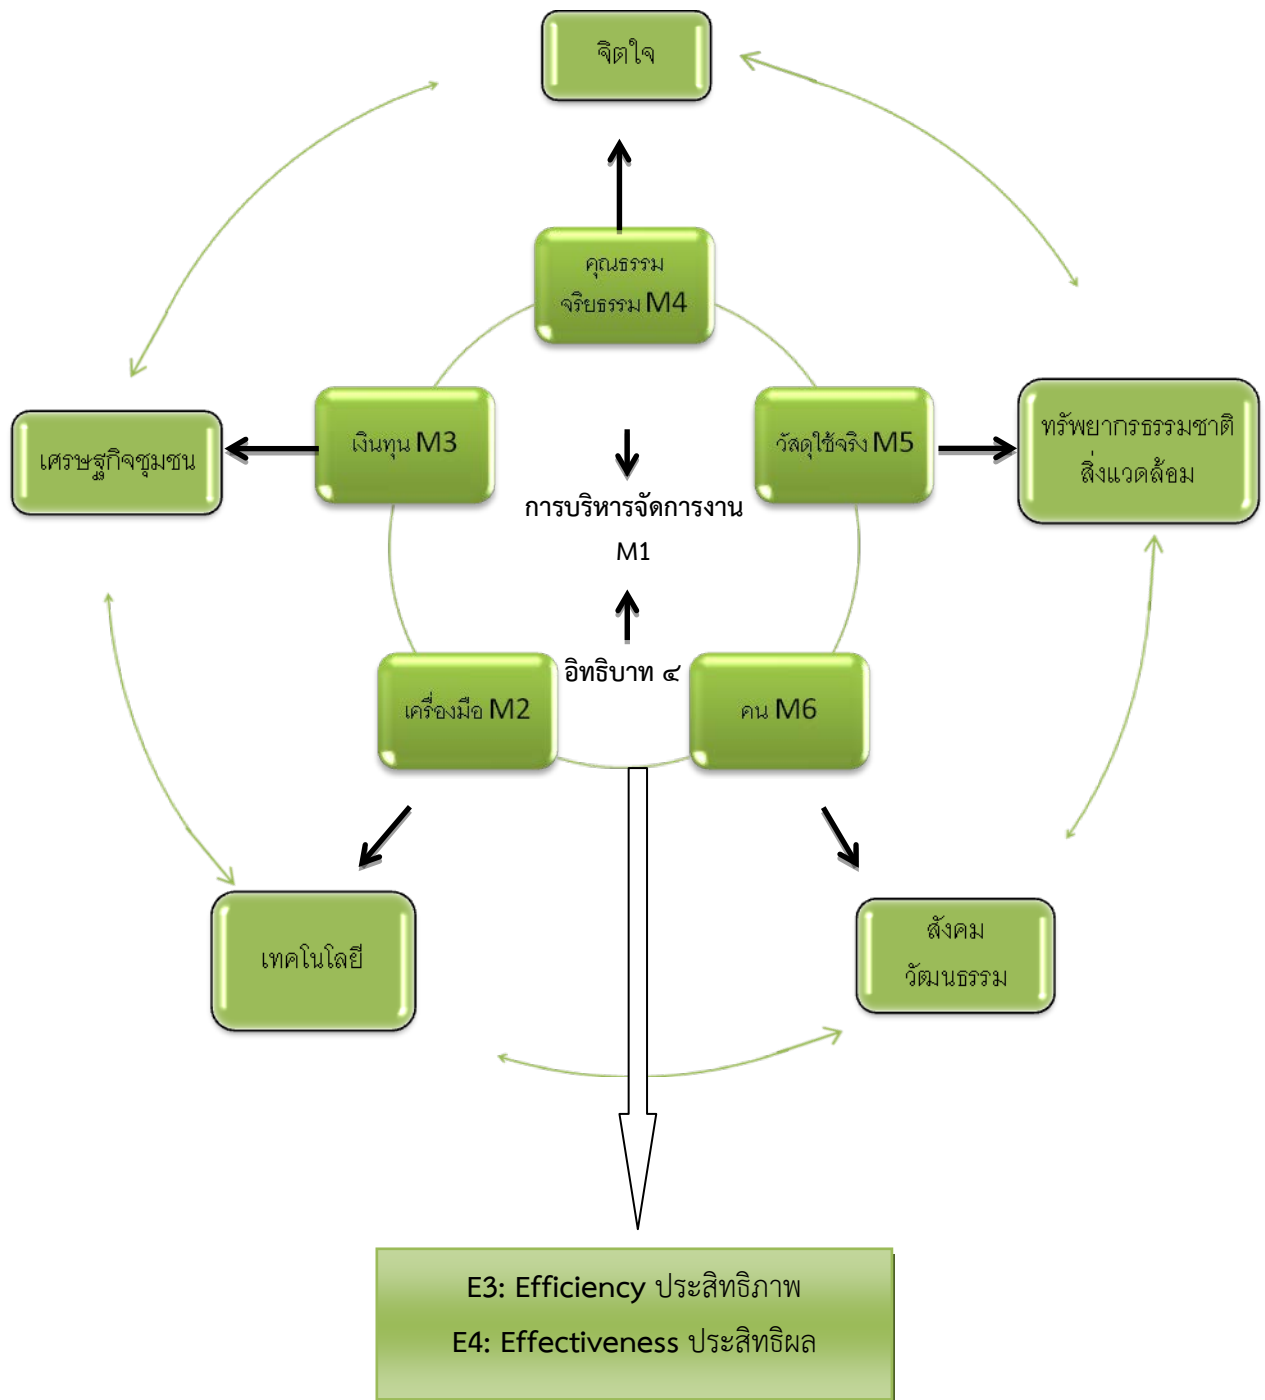 จิตใจ
คุณธรรม
จริยธรรม M4
เงินทุน M3
วัสดุใช้จริง M5
เศรษฐกิจชุมชน
ทรัพยากรธรรมชาติ
สิ่งแวดล้อม
การบริหารจัดการงาน
M1
อิทธิบาท ๔
เครื่องมือ M2
คน M6
เทคโนโลยี
สังคม
วัฒนธรรม
E3: Efficiency ประสิทธิภาพ
E4: Effectiveness ประสิทธิผล